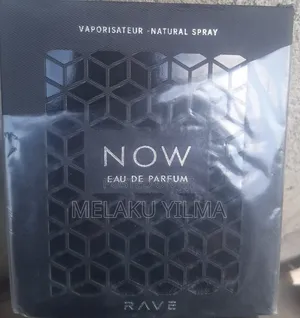 VAPORISATEUR - NATURAL SPRAY
NOW
EAU DE PARFUM
MELAKU YILMA
RAVE